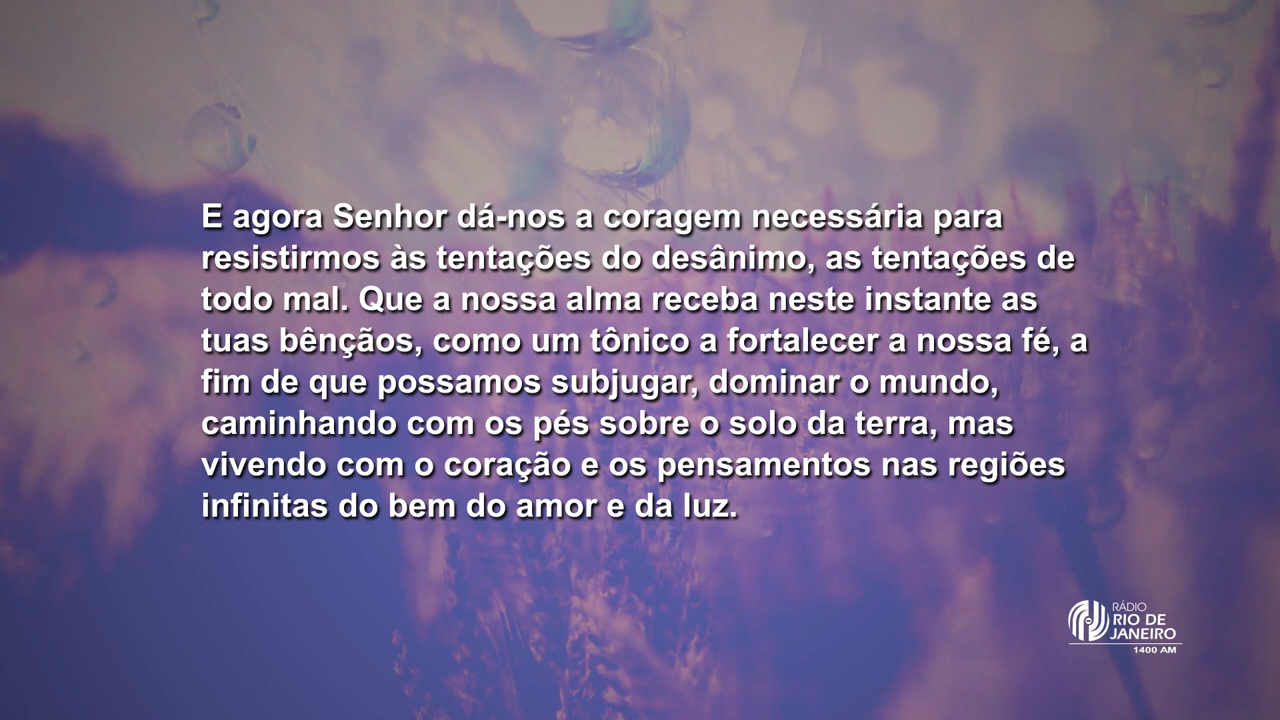 E agora Senhor dá-nos a coragem necessária para
resistirmos às tentações do desânimo, as tentações de
todo mal. Que a nossa alma receba neste instante as
tuas bênçãos, como um tônico a fortalecer a nossa fé, a
fim de que possamos subjugar, dominar o mundo,
caminhando com os pés sobre o solo da terra, mas
vivendo com o coração e os pensamentos nas regiões
infinitas do bem do amor e da luz.
RÁDIO
RIO DE
JANEIRO
1400 AM